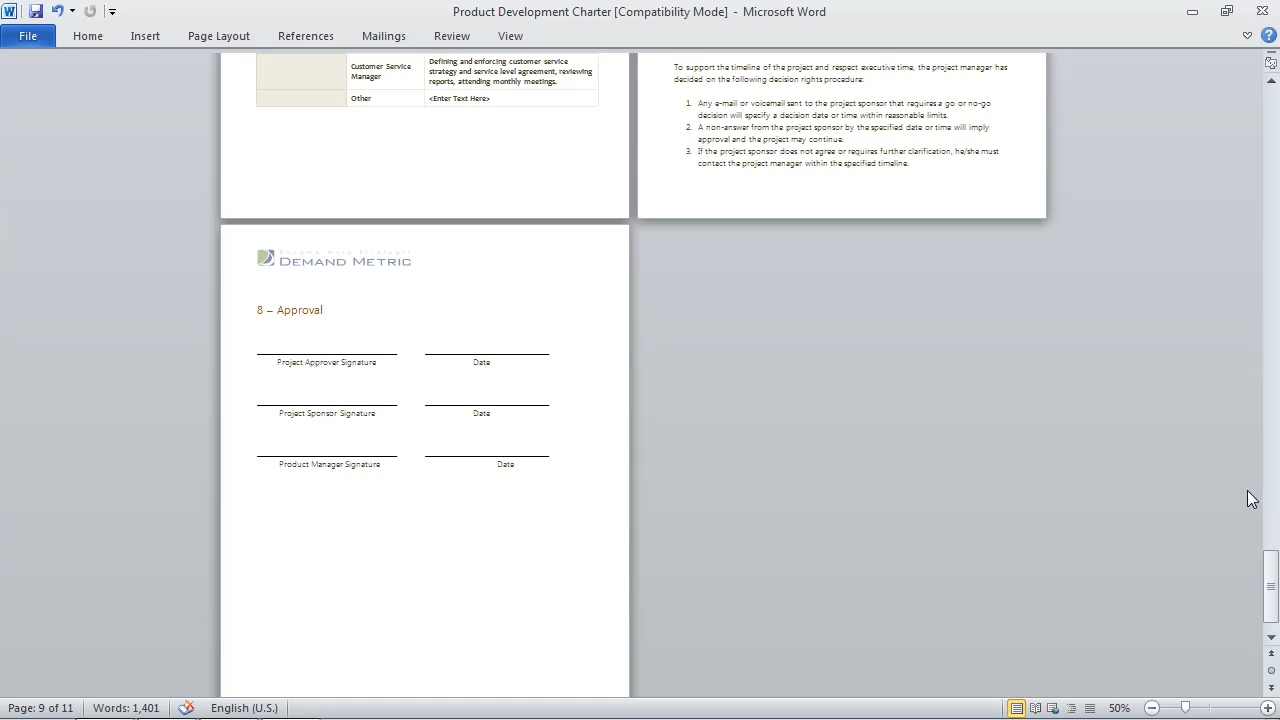 Product Development Charter [Compatibility Mode] - Microsoft Word
File Home Insert Page Layout References Mailings Review View
Customer Service Manager
Defining and enforcing customer service
strategy and service level agreement, reviewing
reports, attending monthly meetings.
Other <Enter Text Here>
To support the timeline of the project and respect executive time, the project manager has
decided on the following decision rights procedure:
1. Any e-mail or voicemail sent to the project sponsor that requires a go or no-go
decision will specify a decision date or time within reasonable limits.
2. A non-answer from the project sponsor by the specified date or time will imply
approval and the project may continue.
3. If the project sponsor does not agree or requires further clarification, he/she must
contact the project manager within the specified timeline.
DEMAND METRIC
8 – Approval
Project Approver Signature Date
Project Sponsor Signature Date
Product Manager Signature Date
Page: 9 of 11 Words: 1,401 English (U.S.) 50%